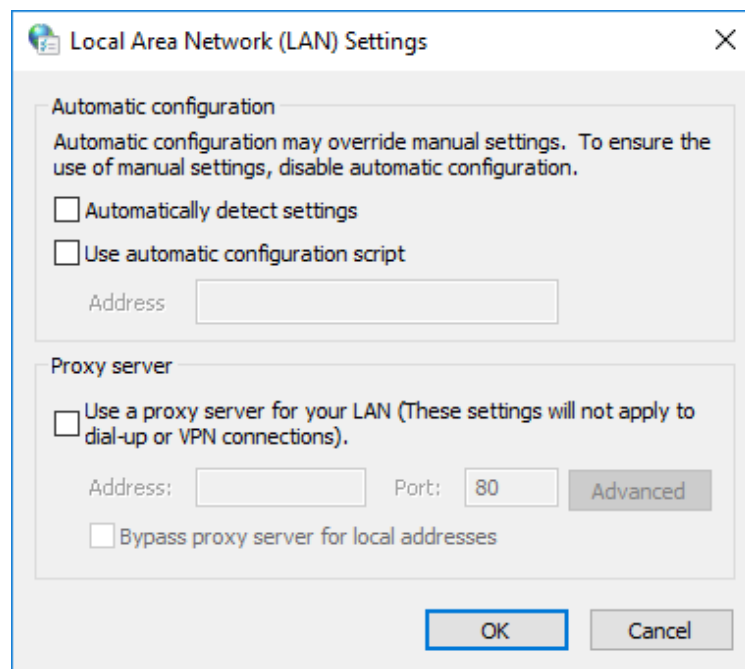 Local Area Network (LAN) Settings
Automatic configuration
Automatic configuration may override manual settings.  To ensure the
use of manual settings, disable automatic configuration.
Automatically detect settings
Use automatic configuration script
Address
Proxy server
Use a proxy server for your LAN (These settings will not apply to
dial-up or VPN connections).
Address: Port: 80 Advanced
Bypass proxy server for local addresses
OK Cancel